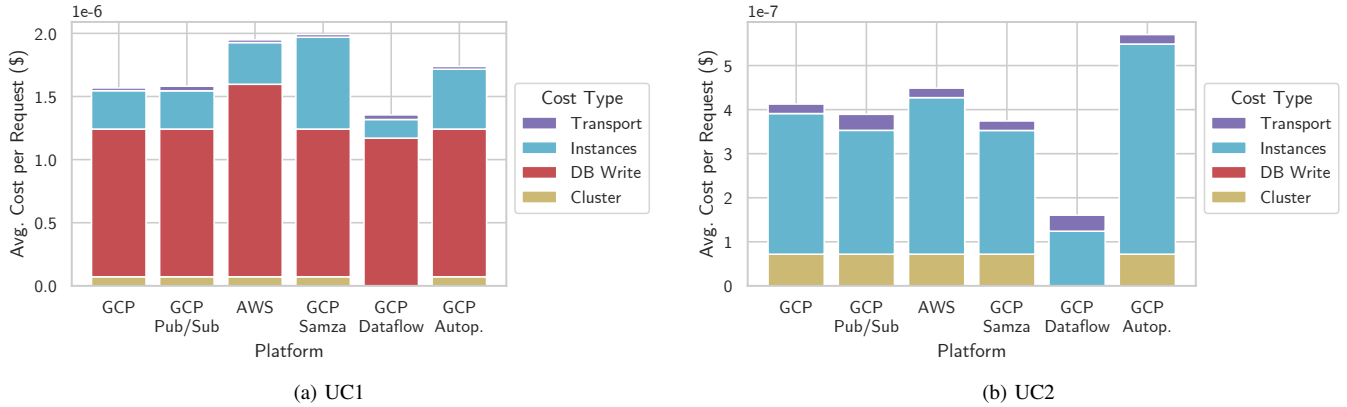 1e-6
Avg. Cost per Request ($)
2.0
1.5
1.0
0.5
0.0
GCP
GCP
Pub/Sub
AWS
GCP
Samza
GCP
Dataflow
GCP
Autop.
Platform
Cost Type
Transport
Instances
DB Write
Cluster
(a) UC1
1e-7
Avg. Cost per Request ($)
5
4
3
2
1
0
GCP
GCP
Pub/Sub
AWS
GCP
Samza
GCP
Dataflow
GCP
Autop.
Platform
Cost Type
Transport
Instances
DB Write
Cluster
(b) UC2